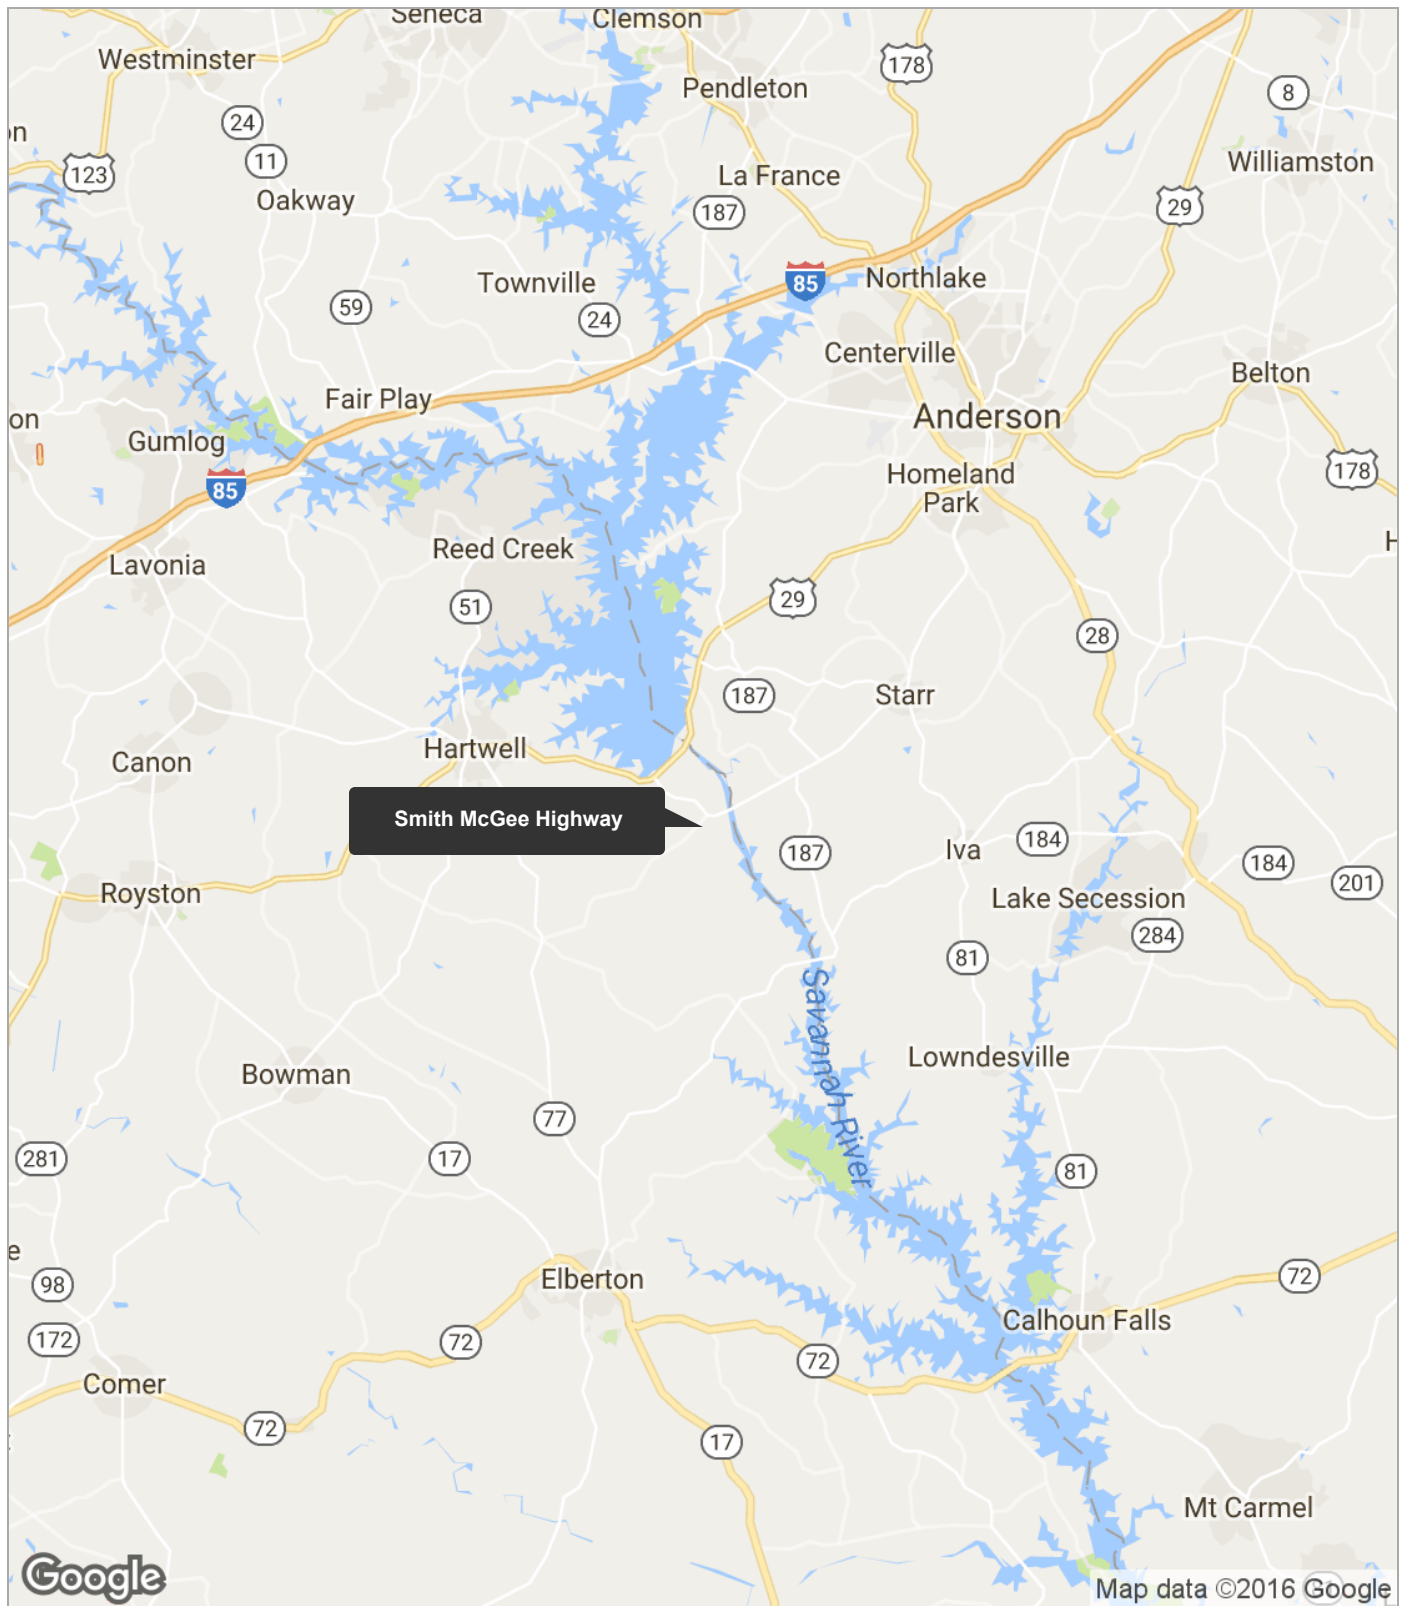 Seneca
Clemson
Westminster
178
Pendleton
8
24
on
11
Williamston
123
La France
Oakway
187
29
Townville
85
Northlake
59
24
Centerville
Belton
Fair Play
Anderson
on
Gumlog
Homeland
Park
178
85
H
Reed Creek
Lavonia
29
51
28
187
Starr
Hartwell
Canon
Smith McGee Highway
184
Iva
187
184
201
Royston
Lake Secession
284
81
Savannah River
Lowndesville
Bowman
77
281
17
81
e
Elberton
72
98
Calhoun Falls
172
72
72
Comer
72
17
Mt Carmel
Google
Map data ©2016 Google